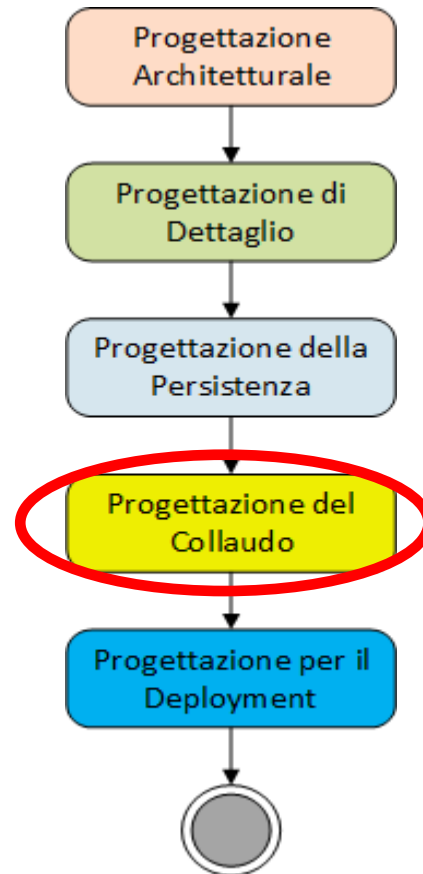 Progettazione
Architetturale
Progettazione di
Dettaglio
Progettazione della
Persistenza
Progettazione del
Collaudo
Progettazione per il
Deployment